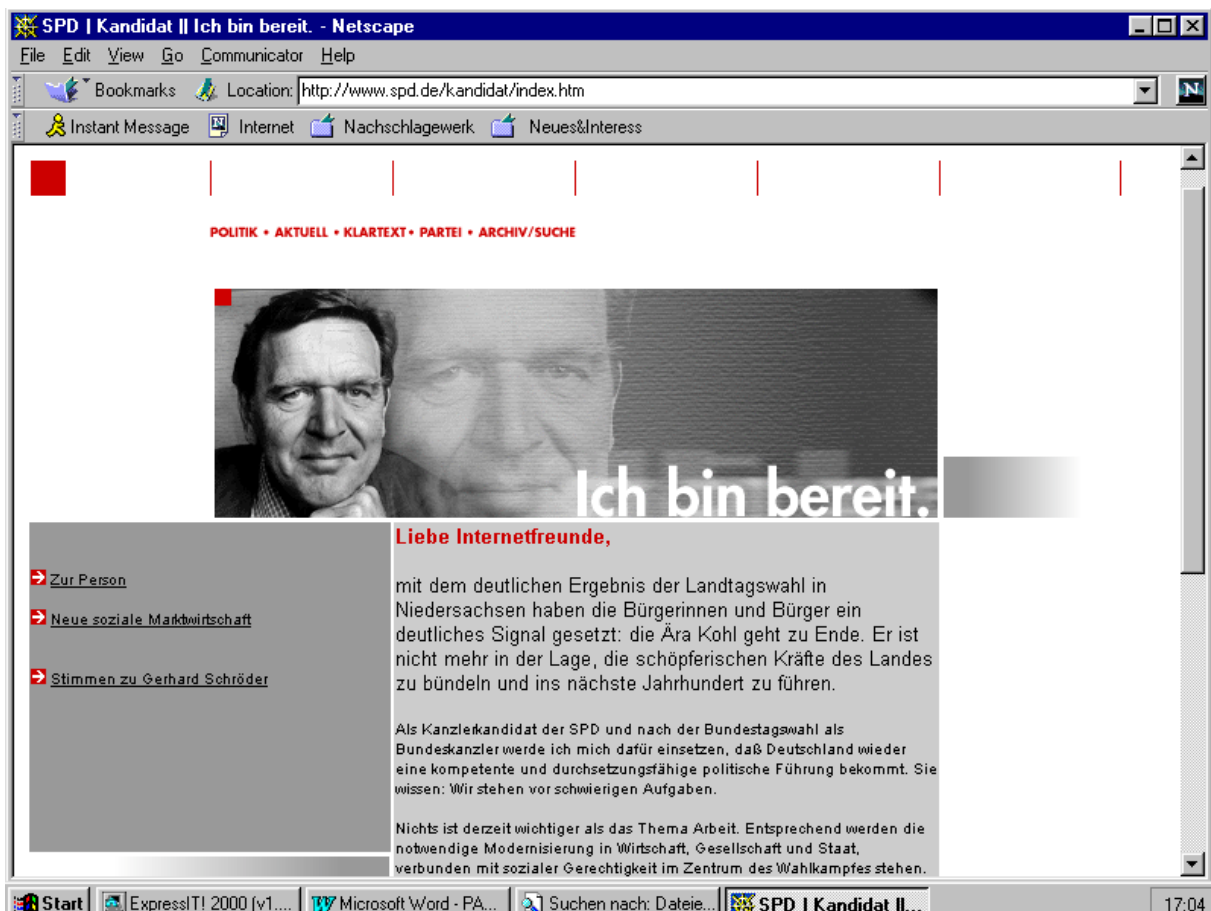 SPD | Kandidat || Ich bin bereit. - Netscape
File Edit View Go Communicator Help
Bookmarks Location: http://www.spd.de/kandidat/index.htm N
Instant Message Internet Nachschlagewerk Neues&Interess
POLITIK • AKTUELL • KLARTEXT • PARTEI • ARCHIV/SUCHE
Ich bin bereit.
Zur Person
Neue soziale Marktwirtschaft
Stimmen zu Gerhard Schröder
Liebe Internetfreunde,
mit dem deutlichen Ergebnis der Landtagswahl in
Niedersachsen haben die Bürgerinnen und Bürger ein
deutliches Signal gesetzt: die Ära Kohl geht zu Ende. Er ist
nicht mehr in der Lage, die schöpferischen Kräfte des Landes
zu bündeln und ins nächste Jahrhundert zu führen.
Als Kanzlerkandidat der SPD und nach der Bundestagswahl als
Bundeskanzler werde ich mich dafür einsetzen, daß Deutschland wieder
eine kompetente und durchsetzungsfähige politische Führung bekommt. Sie
wissen: Wir stehen vor schwierigen Aufgaben.
Nichts ist derzeit wichtiger als das Thema Arbeit. Entsprechend werden die
notwendige Modernisierung in Wirtschaft, Gesellschaft und Staat,
verbunden mit sozialer Gerechtigkeit im Zentrum des Wahlkampfes stehen.
Start ExpressIT! 2000 (v1.... Microsoft Word - PA... Suchen nach: Dateie... SPD | Kandidat ||... 17:04